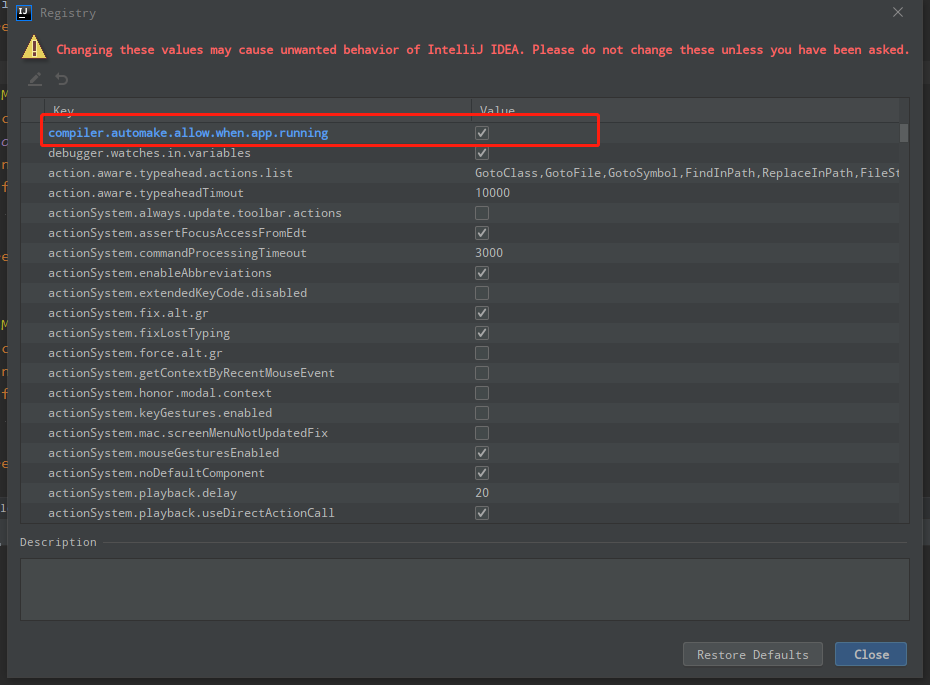 IJ Registry
Changing these values may cause unwanted behavior of IntelliJ IDEA. Please do not change these unless you have been asked.
Key Value
compiler.automake.allow.when.app.running
debugger.watches.in.variables
action.aware.typeahead.actions.list GotoClass,GotoFile,GotoSymbol,FindInPath,ReplaceInPath,FileSt
action.aware.typeaheadTimout 10000
actionSystem.always.update.toolbar.actions
actionSystem.assertFocusAccessFromEdt
actionSystem.commandProcessingTimeout 3000
actionSystem.enableAbbreviations
actionSystem.extendedKeyCode.disabled
actionSystem.fix.alt.gr
actionSystem.fixLostTyping
actionSystem.force.alt.gr
actionSystem.getContextByRecentMouseEvent
actionSystem.honor.modal.context
actionSystem.keyGestures.enabled
actionSystem.mac.screenMenuNotUpdatedFix
actionSystem.mouseGesturesEnabled
actionSystem.noDefaultComponent
actionSystem.playback.delay 20
actionSystem.playback.useDirectActionCall
Description
Restore Defaults Close